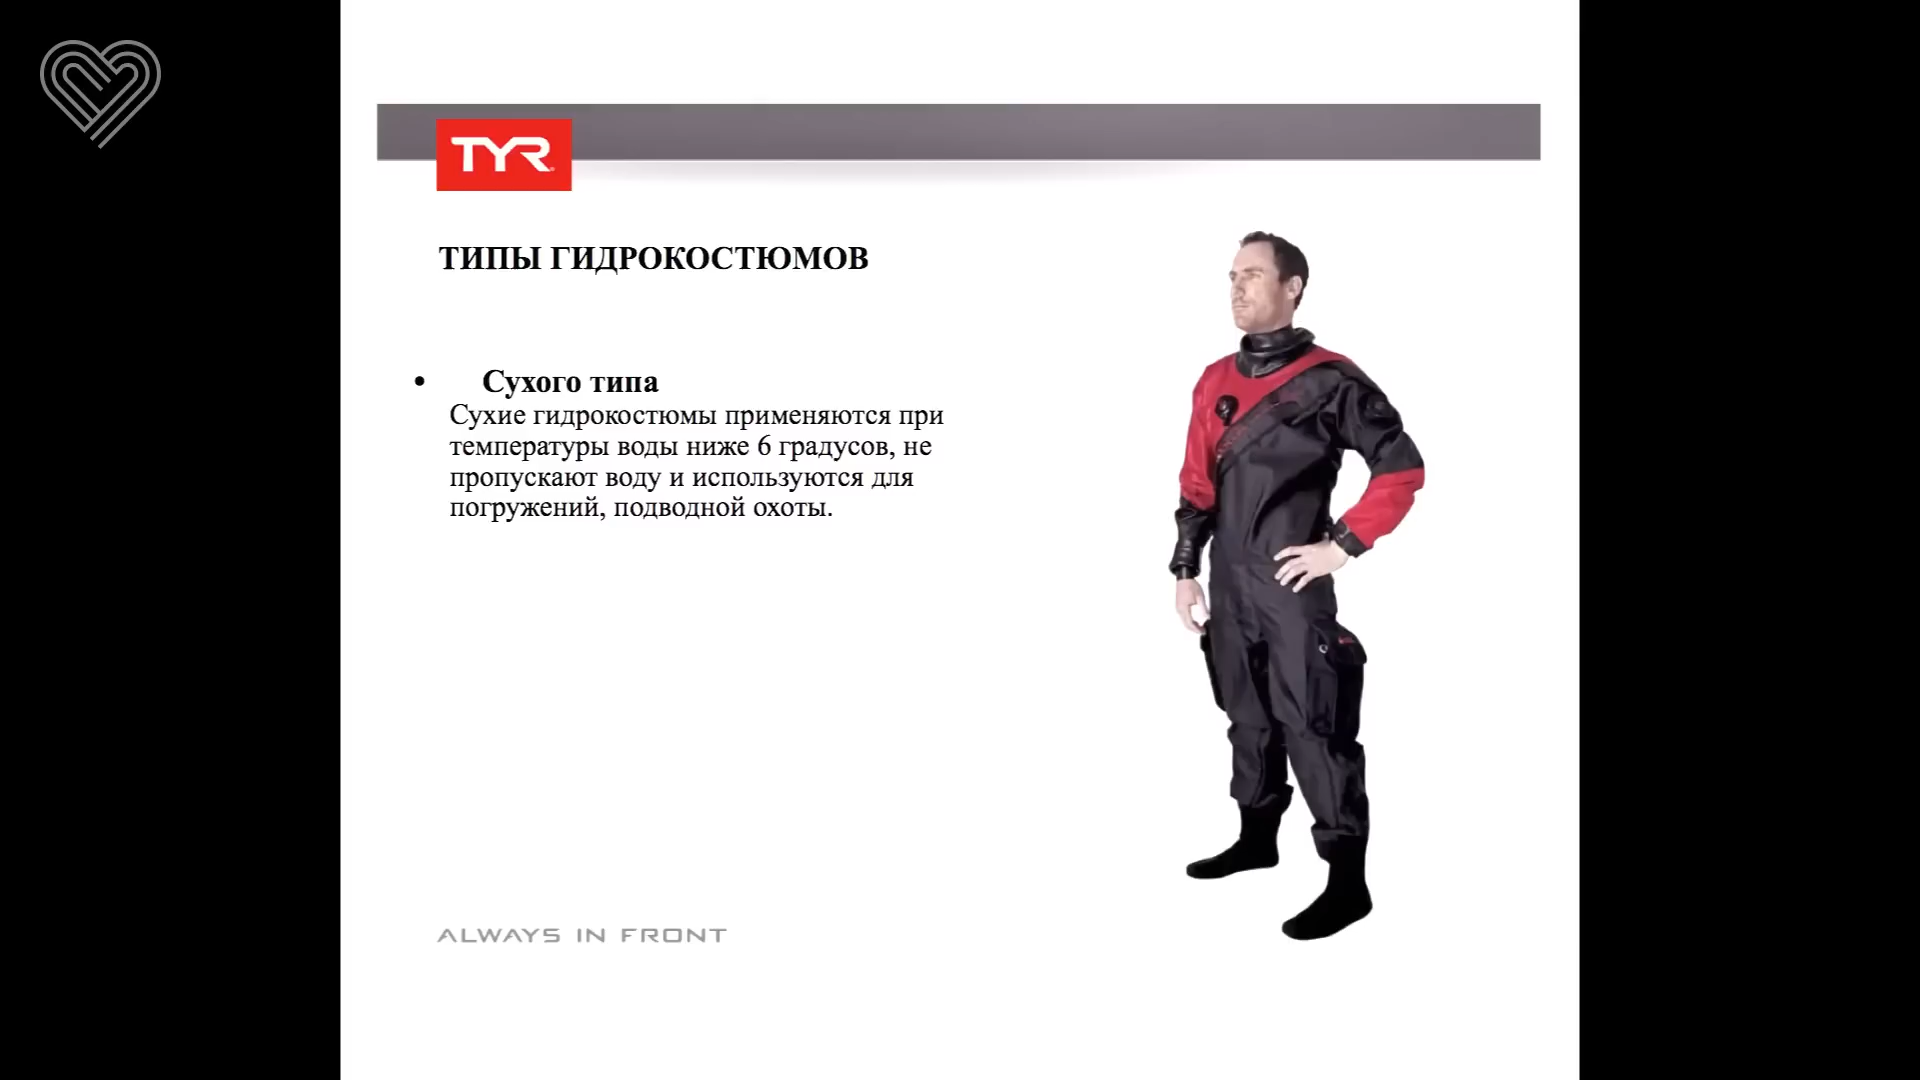 TYR
ТИПЫ ГИДРОКОСТЮМОВ
• Сухого типа
Сухие гидрокостюмы применяются при
температуры воды ниже 6 градусов, не
пропускают воду и используются для
погружений, подводной охоты.
ALWAYS IN FRONT